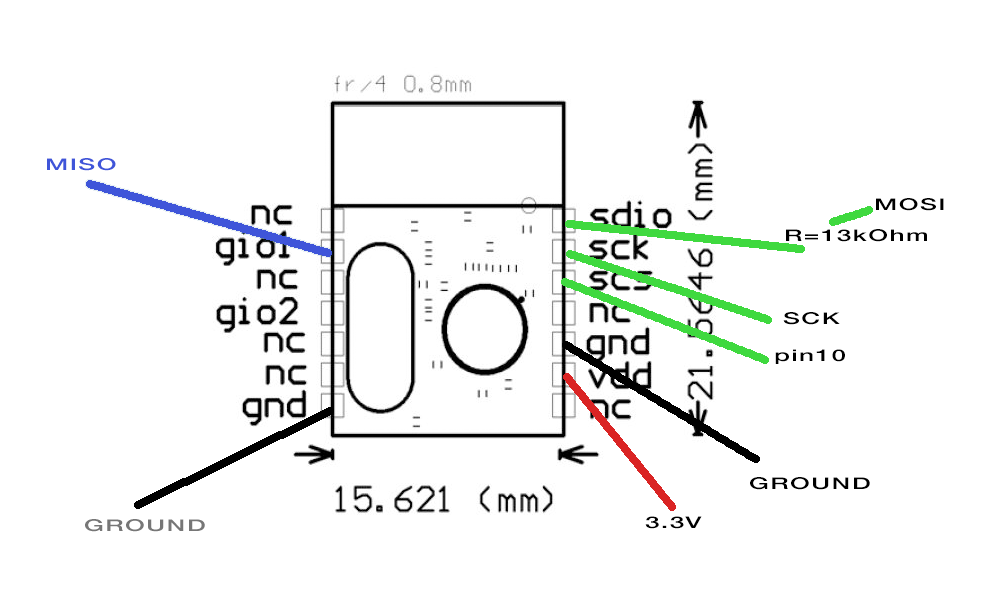 fr/4 0.8mm
MISO
nc
gio1
nc
gio2
nc
nc
gnd
GROUND
sdio
sck
scs
nc
gnd
vdd
nc
MOSI
R=13kOhm
SCK
pin10
GROUND
3.3V
15.621 (mm)
21.5646 (mm)